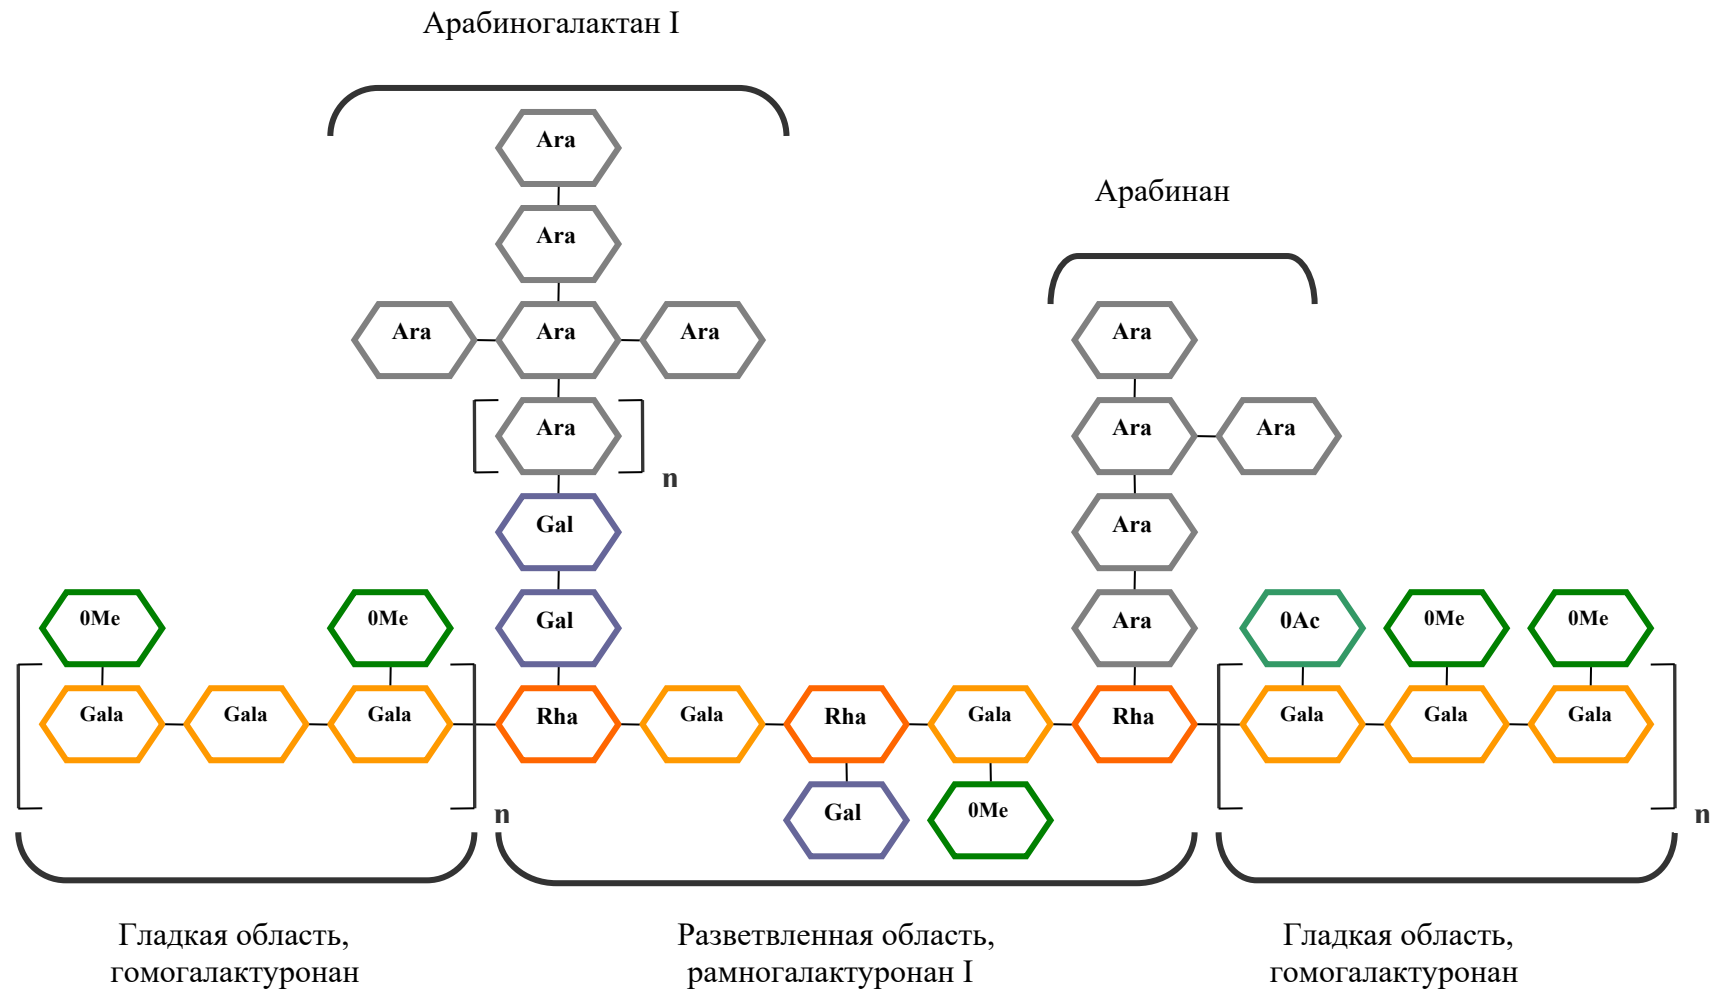 Арабиногалактан I
Ara
Арабинан
Ara
Ara Ara Ara
Ara
Ara
n
Ara Ara
Gal
Ara
0Me
0Me
Gal
Ara
0Ac
0Me
0Me
Gala
Gala
Gala
Rha
Gala
Rha
Gala
Rha
Gala
Gala
Gala
n
Gal
0Me
n
Гладкая область,
гомогалактуронан
Разветвленная область,
рамногалактуронан I
Гладкая область,
гомогалактуронан